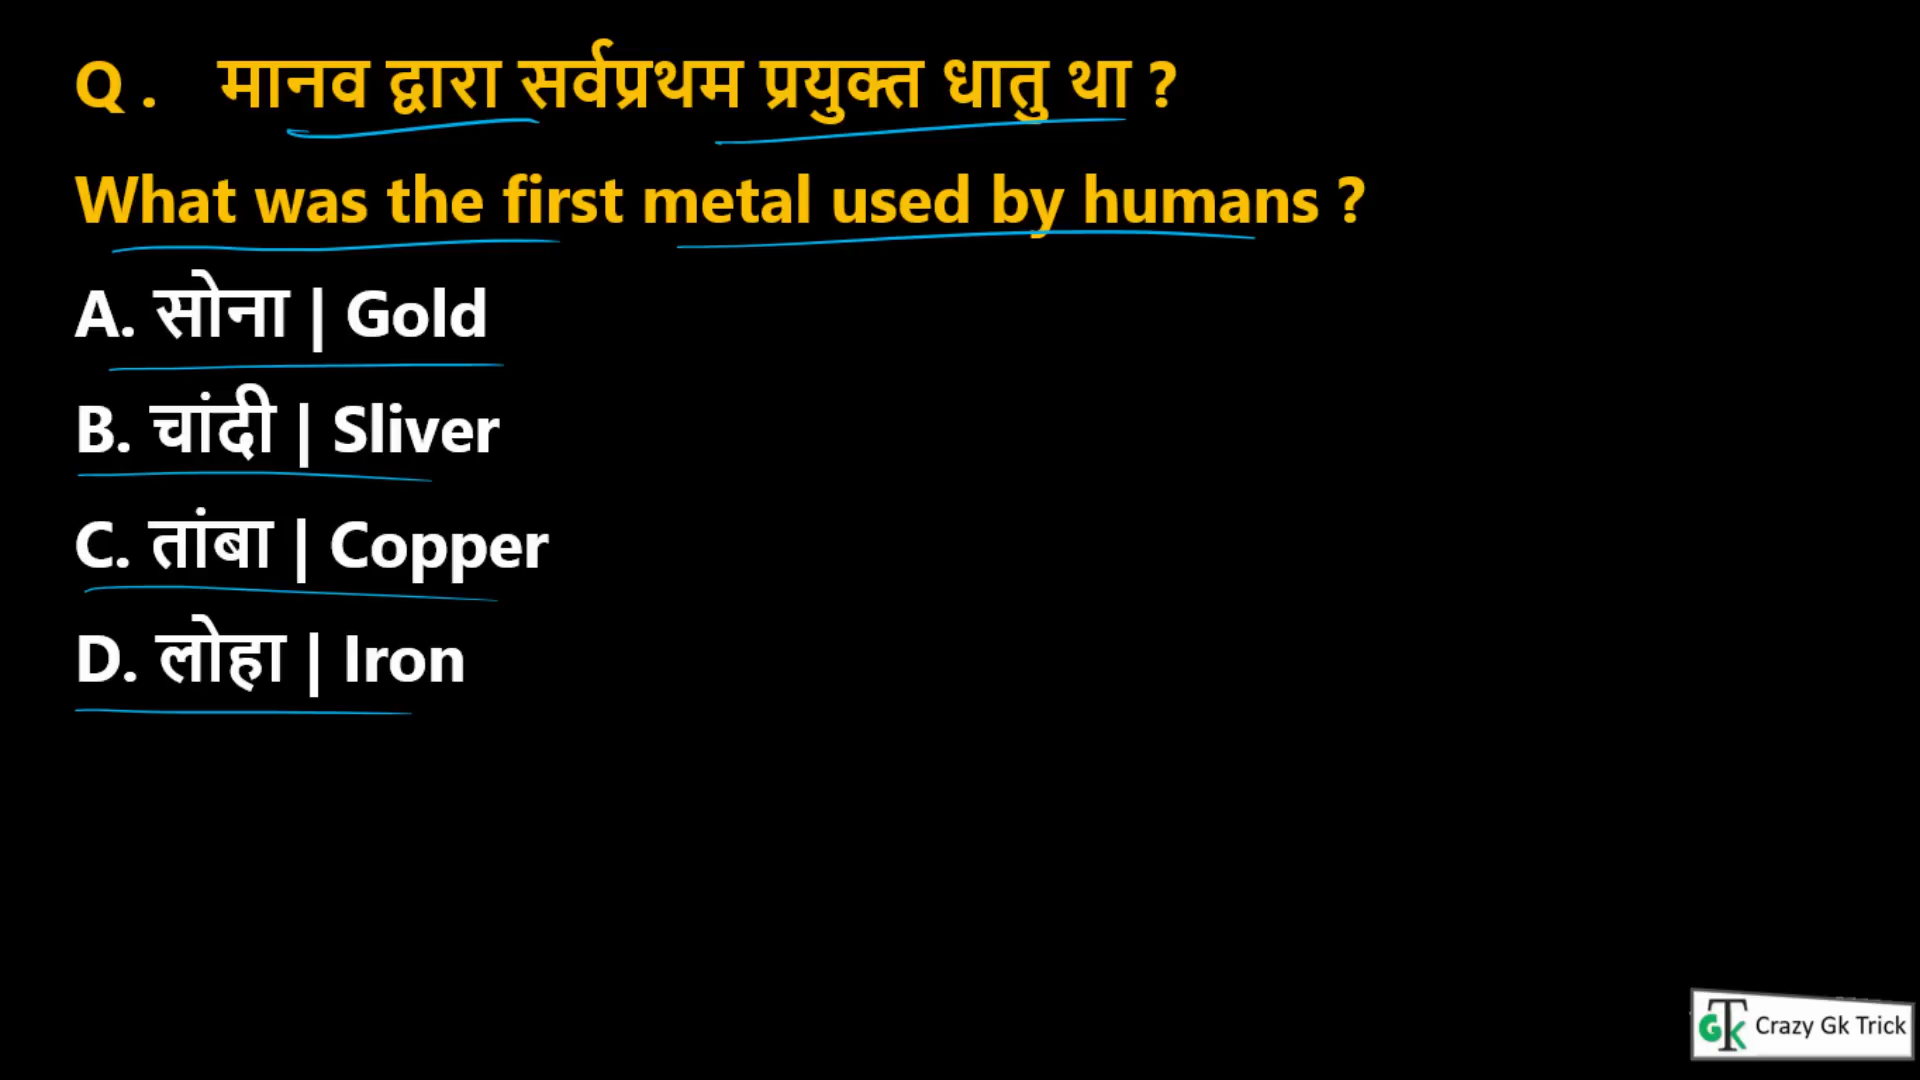 Q . मानव द्वारा सर्वप्रथम प्रयुक्त धातु था ?
What was the first metal used by humans ?
A. सोना | Gold
B. चांदी | Sliver
C. तांबा | Copper
D. लोहा | Iron
GTK Crazy Gk Trick